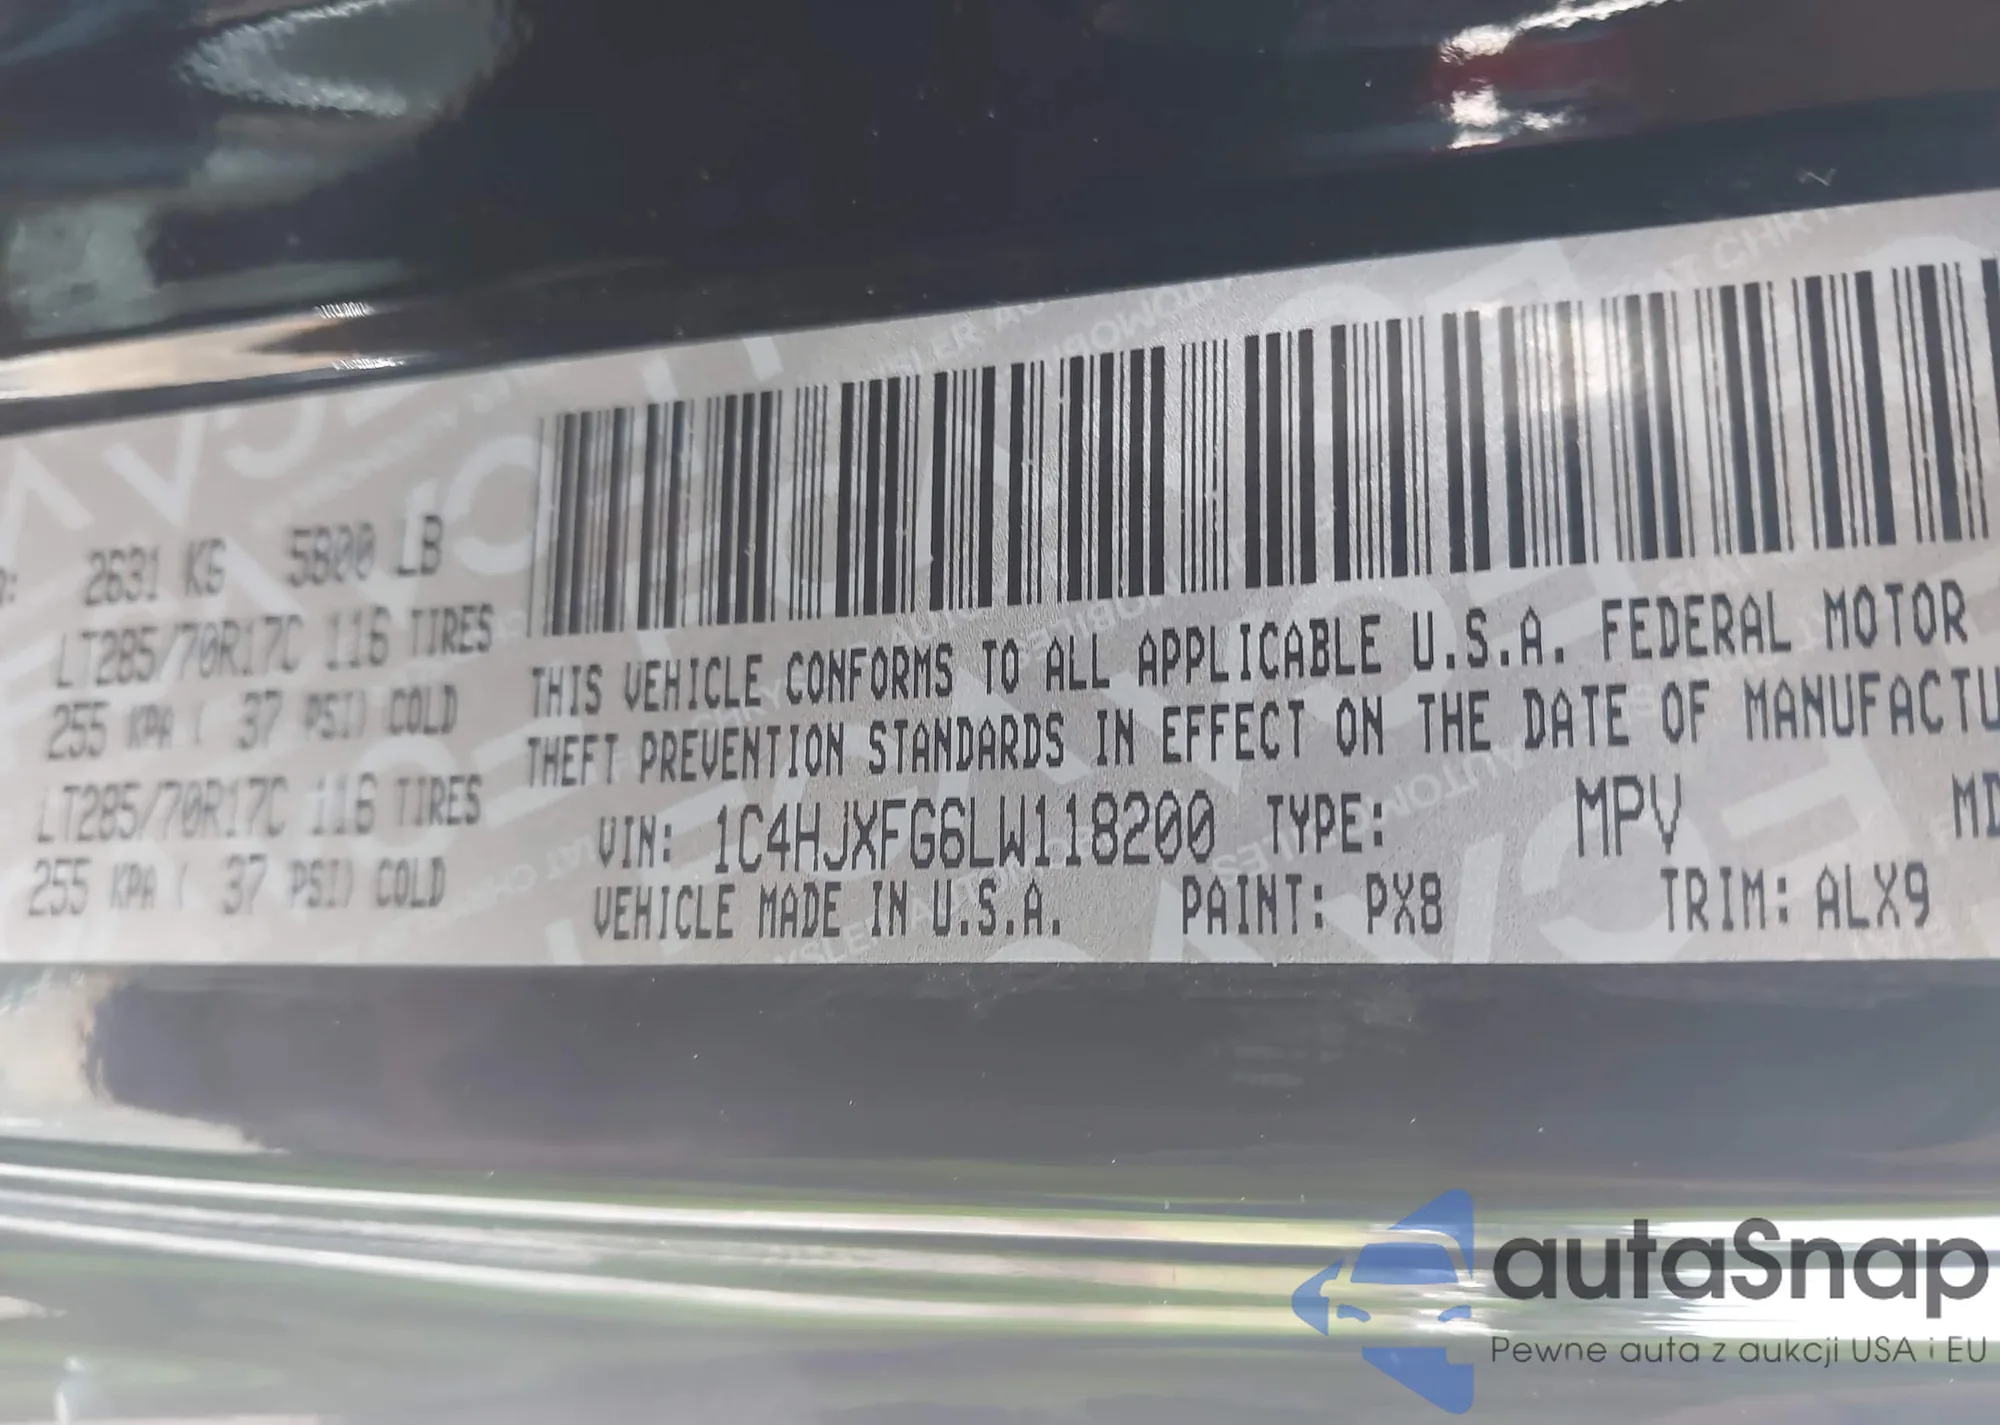 2631 KG 5800 LB
LT285/70R17C 116 TIRES
255 KPA ( 37 PSI) COLD
LT285/70R17C 116 TIRES
255 KPA ( 37 PSI) COLD
THIS VEHICLE CONFORMS TO ALL APPLICABLE U.S.A. FEDERAL MOTOR
THEFT PREVENTION STANDARDS IN EFFECT ON THE DATE OF MANUFACTU
VIN: 1C4HJXFG6LW118200 TYPE: MPV MD
VEHICLE MADE IN U.S.A. PAINT: PX8 TRIM: ALX9
autaSnap
Pewne auta z aukcji USA i EU